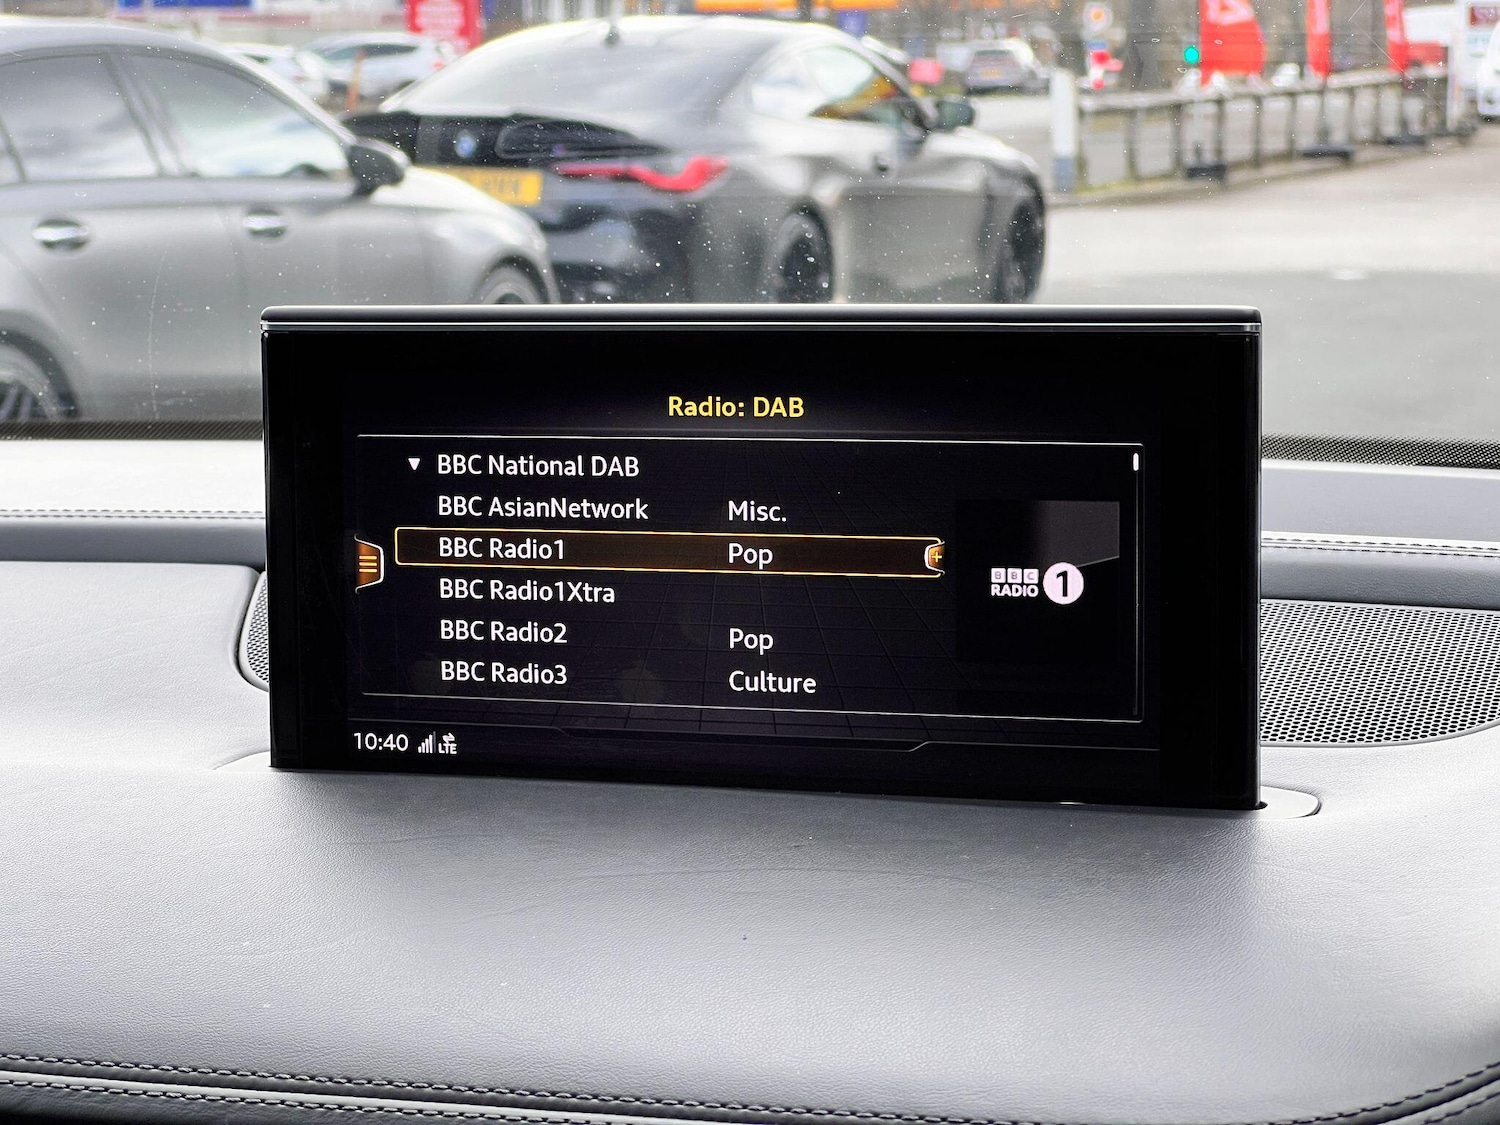 Radio: DAB
▼ BBC National DAB
BBC AsianNetwork Misc.
BBC Radio1 Pop
BBC Radio1Xtra
BBC Radio2 Pop
BBC Radio3 Culture
BBC
RADIO 1
10:40 LTE